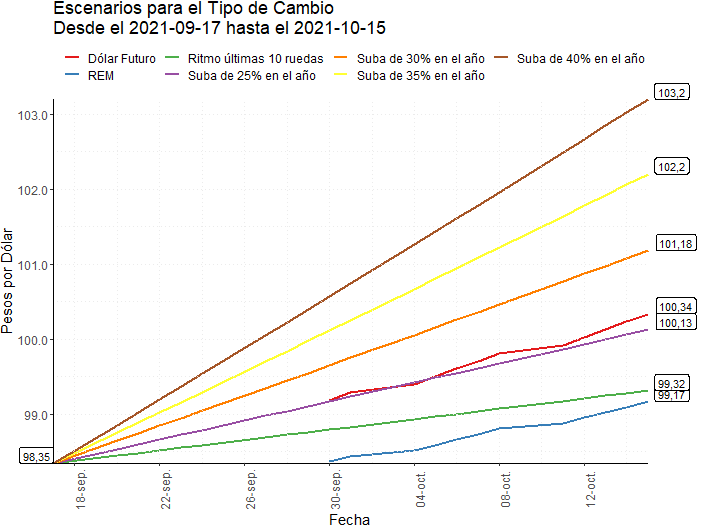 Escenarios para el Tipo de Cambio
Desde el 2021-09-17 hasta el 2021-10-15
Dólar Futuro Ritmo últimas 10 ruedas Suba de 30% en el año Suba de 40% en el año
REM Suba de 25% en el año Suba de 35% en el año
103,2
103.0
102,2
102.0
101,18
101.0
100,34
100,13
100.0
99,32
99,17
99.0
98,35
Pesos por Dólar
18-sep. 22-sep. 26-sep. 30-sep. 04-oct. 08-oct. 12-oct.
Fecha